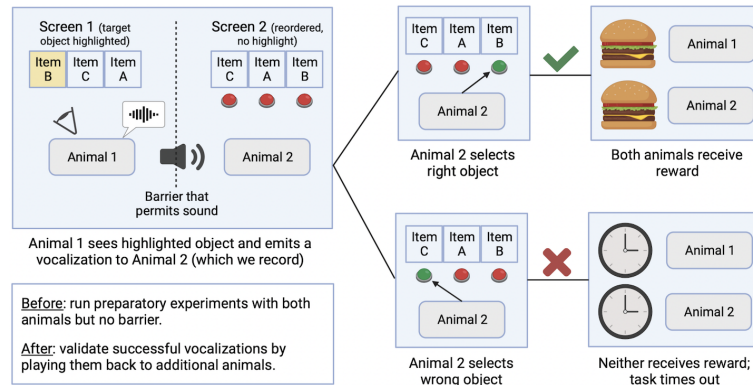 Screen 1 (target
object highlighted)
Item
B
Item
C
Item
A
Animal 1
Screen 2 (reordered,
no highlight)
Item
C
Item
A
Item
B
Animal 2
Barrier that
permits sound
Animal 1 sees highlighted object and emits a
vocalization to Animal 2 (which we record)
Before: run preparatory experiments with both
animals but no barrier.
After: validate successful vocalizations by
playing them back to additional animals.
Item
C
Item
A
Item
B
Animal 2
Animal 2 selects
right object
Animal 1
Animal 2
Both animals receive
reward
Item
C
Item
A
Item
B
Animal 2
Animal 2 selects
wrong object
Animal 1
Animal 2
Neither receives reward;
task times out